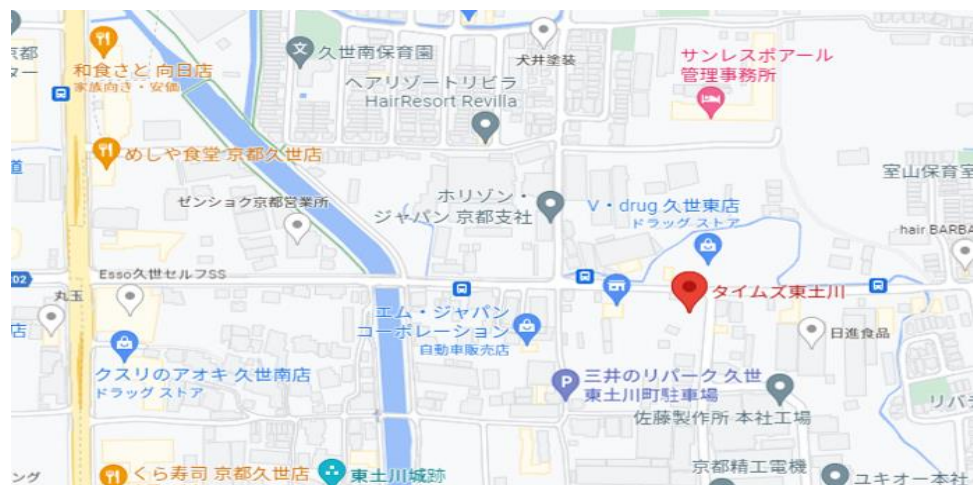 京都
ター
和食さと 向日店
家族向き・安価
久世南保育園
犬井塗装
サンレスポアール
管理事務所
ヘアリゾートリビラ
HairResort Revilla
めしや食堂 京都久世店
道
室山保育室
ゼンショク京都営業所
ホリゾン・
ジャパン 京都支社
V・drug 久世東店
ドラッグ ストア
hair BARBA
02
Esso久世セルフSS
丸玉
店
タイムズ東土川
エム・ジャパン
コーポレーション
自動車販売店
日進食品
クスリのアオキ 久世南店
ドラッグ ストア
P
三井のリパーク 久世
東土川町駐車場
佐藤製作所 本社工場
リバラ
ング
くら寿司 京都久世店
東土川城跡
京都精工電機
ユキオー本社